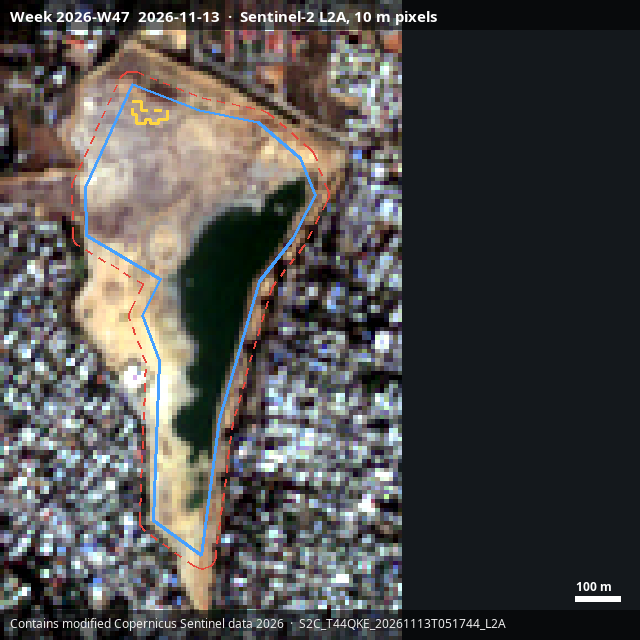 Week 2026-W47 2026-11-13 · Sentinel-2 L2A, 10 m pixels
100 m
Contains modified Copernicus Sentinel data 2026 · S2C_T44QKE_20261113T051744_L2A